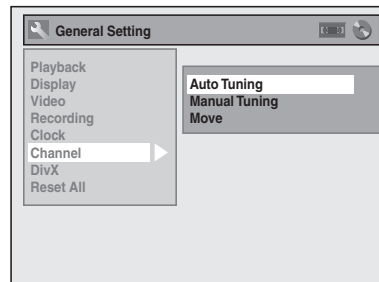 General Setting
Playback
Display
Video
Recording
Clock
Channel
DivX
Reset All
Auto Tuning
Manual Tuning
Move